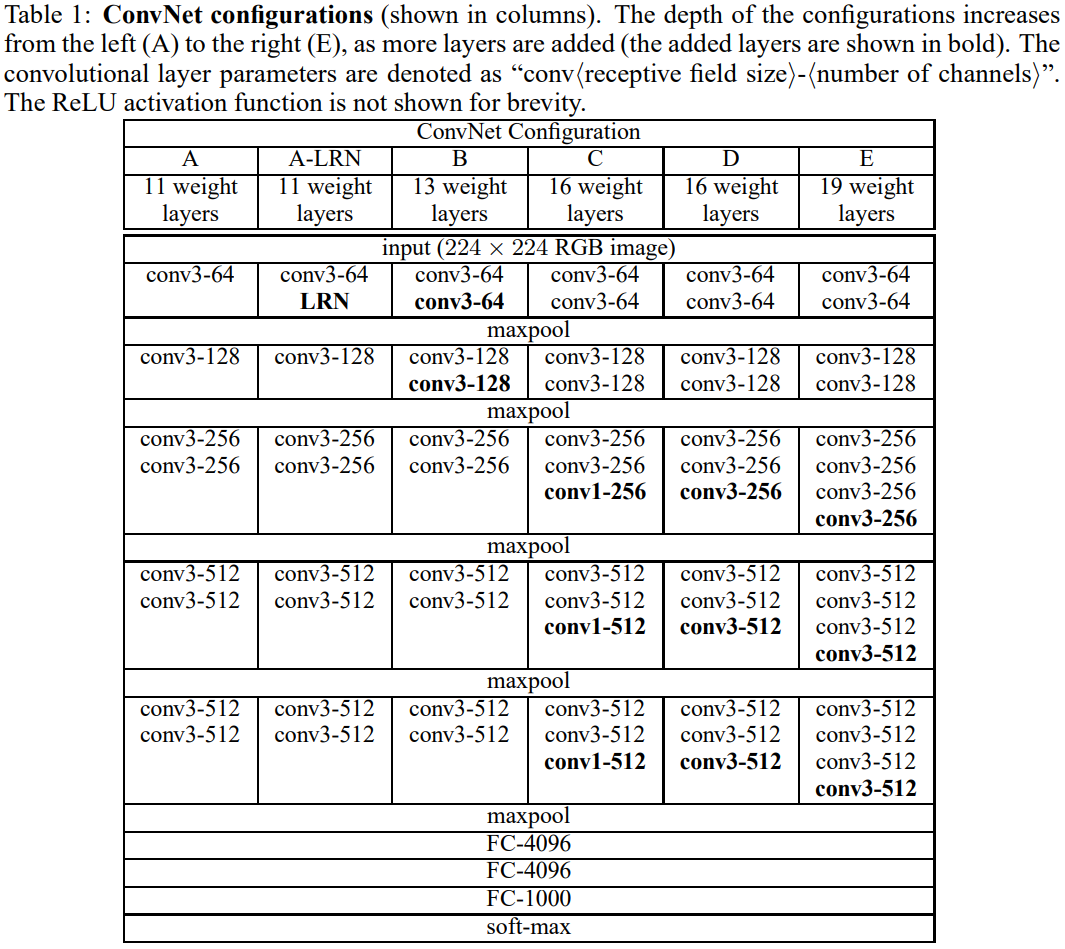 Table 1: ConvNet configurations (shown in columns). The depth of the configurations increases
from the left (A) to the right (E), as more layers are added (the added layers are shown in bold). The
convolutional layer parameters are denoted as “conv⟨receptive field size⟩-⟨number of channels⟩”.
The ReLU activation function is not shown for brevity.
ConvNet Configuration
A A-LRN B C D E
11 weight 11 weight 13 weight 16 weight 16 weight 19 weight
layers layers layers layers layers layers
input (224 × 224 RGB image)
conv3-64 conv3-64 conv3-64 conv3-64 conv3-64 conv3-64
LRN conv3-64 conv3-64 conv3-64 conv3-64
maxpool
conv3-128 conv3-128 conv3-128 conv3-128 conv3-128 conv3-128
conv3-128 conv3-128 conv3-128 conv3-128
maxpool
conv3-256 conv3-256 conv3-256 conv3-256 conv3-256 conv3-256
conv3-256 conv3-256 conv3-256 conv3-256 conv3-256 conv3-256
conv1-256 conv3-256 conv3-256
conv3-256
maxpool
conv3-512 conv3-512 conv3-512 conv3-512 conv3-512 conv3-512
conv3-512 conv3-512 conv3-512 conv3-512 conv3-512 conv3-512
conv1-512 conv3-512 conv3-512
conv3-512
maxpool
conv3-512 conv3-512 conv3-512 conv3-512 conv3-512 conv3-512
conv3-512 conv3-512 conv3-512 conv3-512 conv3-512 conv3-512
conv1-512 conv3-512 conv3-512
conv3-512
maxpool
FC-4096
FC-4096
FC-1000
soft-max